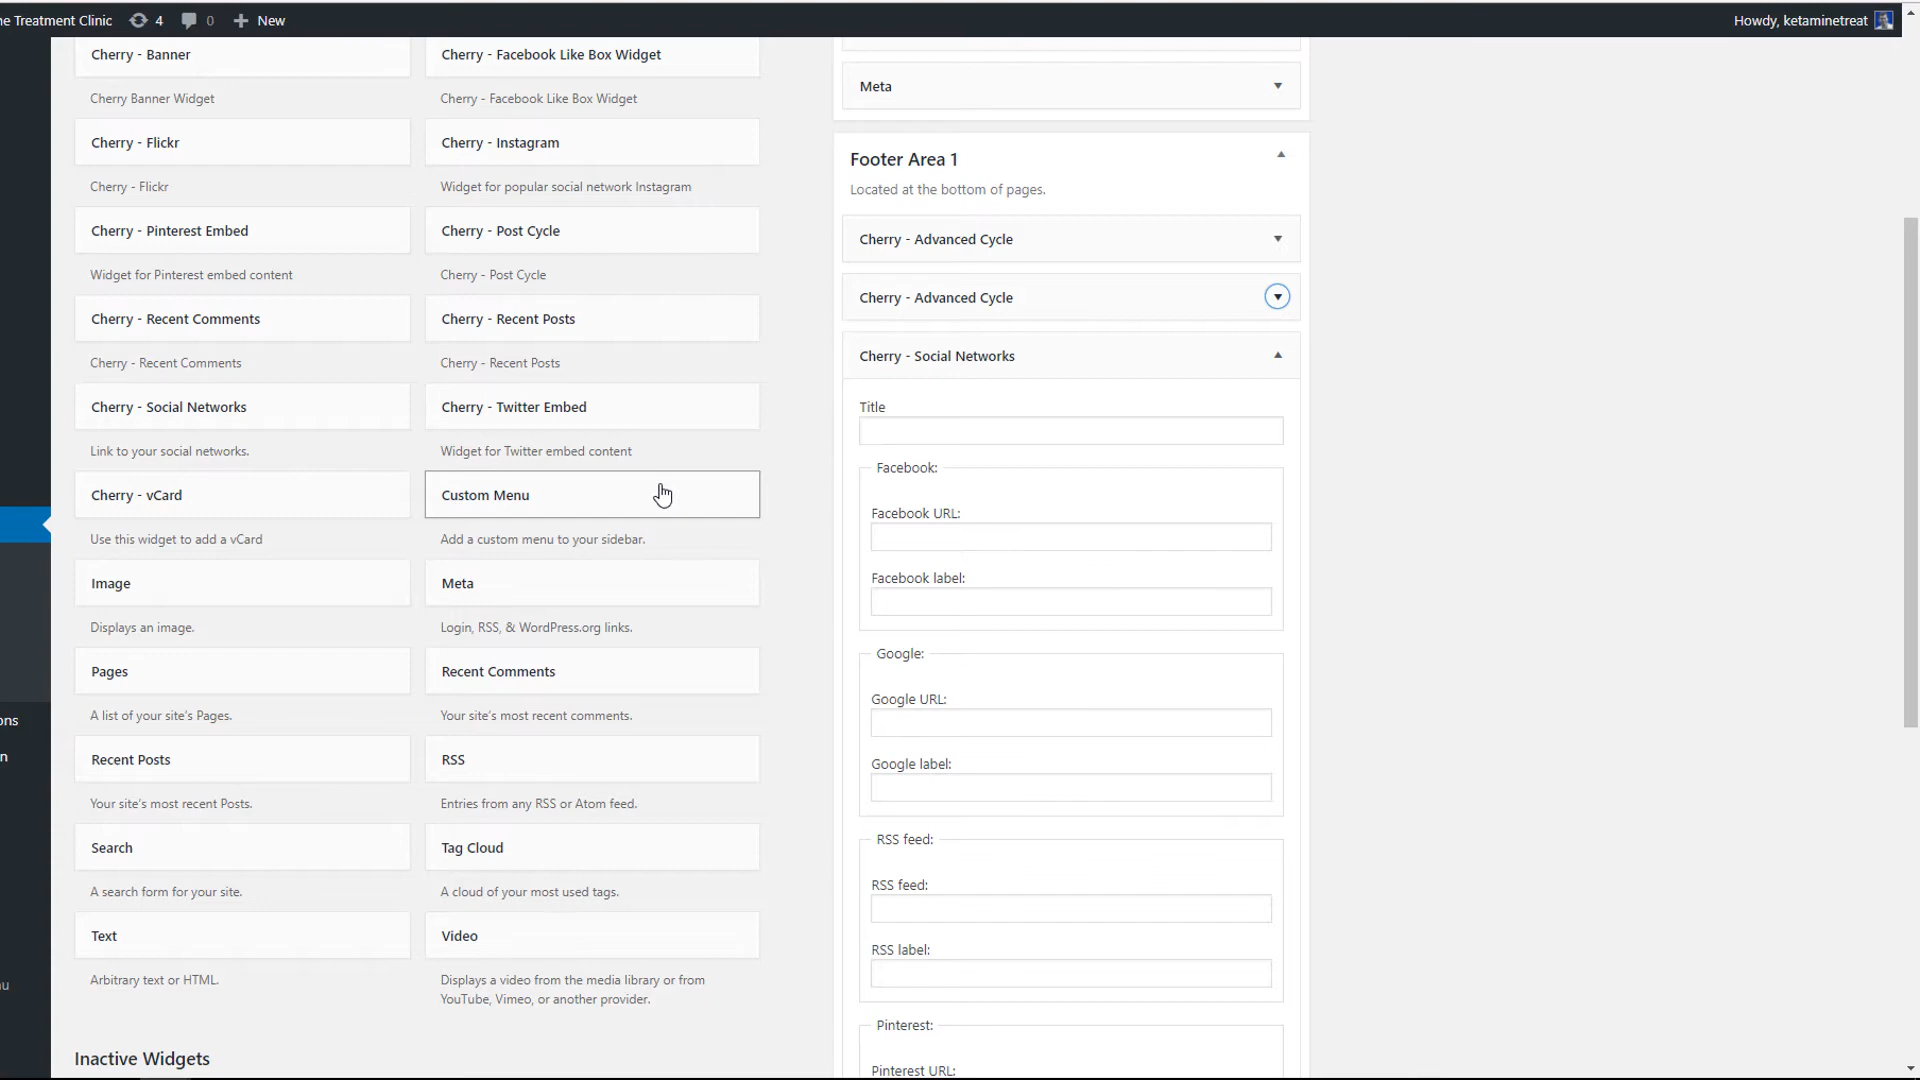 ne Treatment Clinic 4 0 New
Howdy, ketaminetreat
Cherry - Banner
Cherry - Facebook Like Box Widget
Cherry Banner Widget
Cherry - Facebook Like Box Widget
Cherry - Flickr
Cherry - Instagram
Cherry - Flickr
Widget for popular social network Instagram
Cherry - Pinterest Embed
Cherry - Post Cycle
Widget for Pinterest embed content
Cherry - Post Cycle
Cherry - Recent Comments
Cherry - Recent Posts
Cherry - Recent Comments
Cherry - Recent Posts
Cherry - Social Networks
Cherry - Twitter Embed
Link to your social networks.
Widget for Twitter embed content
Cherry - vCard
Custom Menu
Use this widget to add a vCard
Add a custom menu to your sidebar.
Image
Meta
Displays an image.
Login, RSS, & WordPress.org links.
Pages
Recent Comments
A list of your site's Pages.
Your site's most recent comments.
Recent Posts
RSS
Your site's most recent Posts.
Entries from any RSS or Atom feed.
Search
Tag Cloud
A search form for your site.
A cloud of your most used tags.
Text
Video
Arbitrary text or HTML.
Displays a video from the media library or from
YouTube, Vimeo, or another provider.
Inactive Widgets
ons
n
u
Meta
Footer Area 1
Located at the bottom of pages.
Cherry - Advanced Cycle
Cherry - Advanced Cycle
Cherry - Social Networks
Title
Facebook:
Facebook URL:
Facebook label:
Google:
Google URL:
Google label:
RSS feed:
RSS feed:
RSS label:
Pinterest:
Pinterest URL: